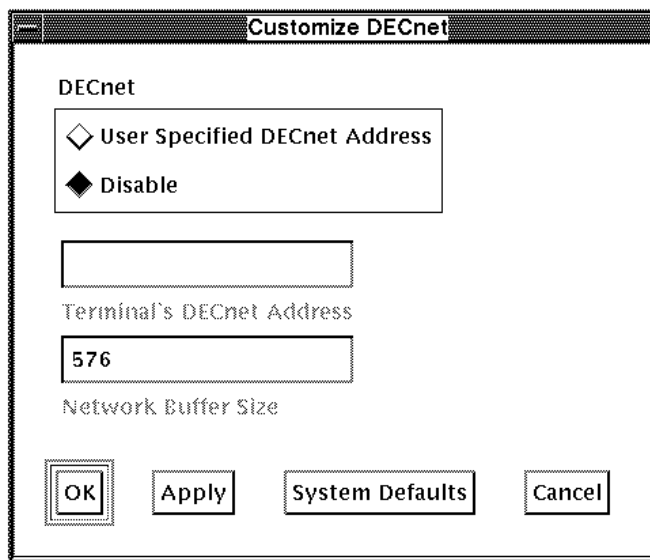 Customize DECnet
DECnet
User Specified DECnet Address
Disable
Terminal's DECnet Address
576
Network Buffer Size
OK Apply System Defaults Cancel